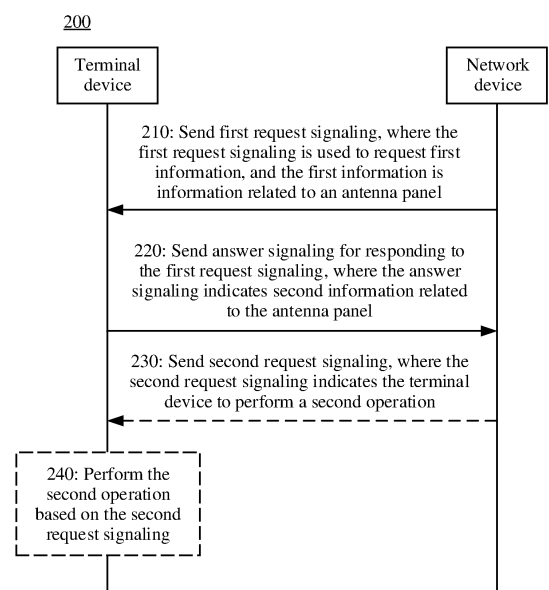 200
Terminal
device
Network
device
210: Send first request signaling, where the
first request signaling is used to request first
information, and the first information is
information related to an antenna panel
220: Send answer signaling for responding to
the first request signaling, where the answer
signaling indicates second information related
to the antenna panel
230: Send second request signaling, where the
second request signaling indicates the terminal
device to perform a second operation
240: Perform the
second operation
based on the second
request signaling